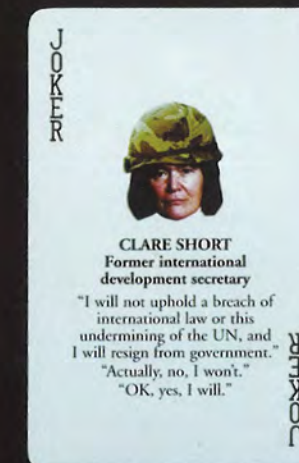 JOKER
CLARE SHORT
Former international
development secretary
"I will not uphold a breach of
international law or this
undermining of the UN, and
I will resign from government."
"Actually, no, I won't."
"OK, yes, I will."
JOKER